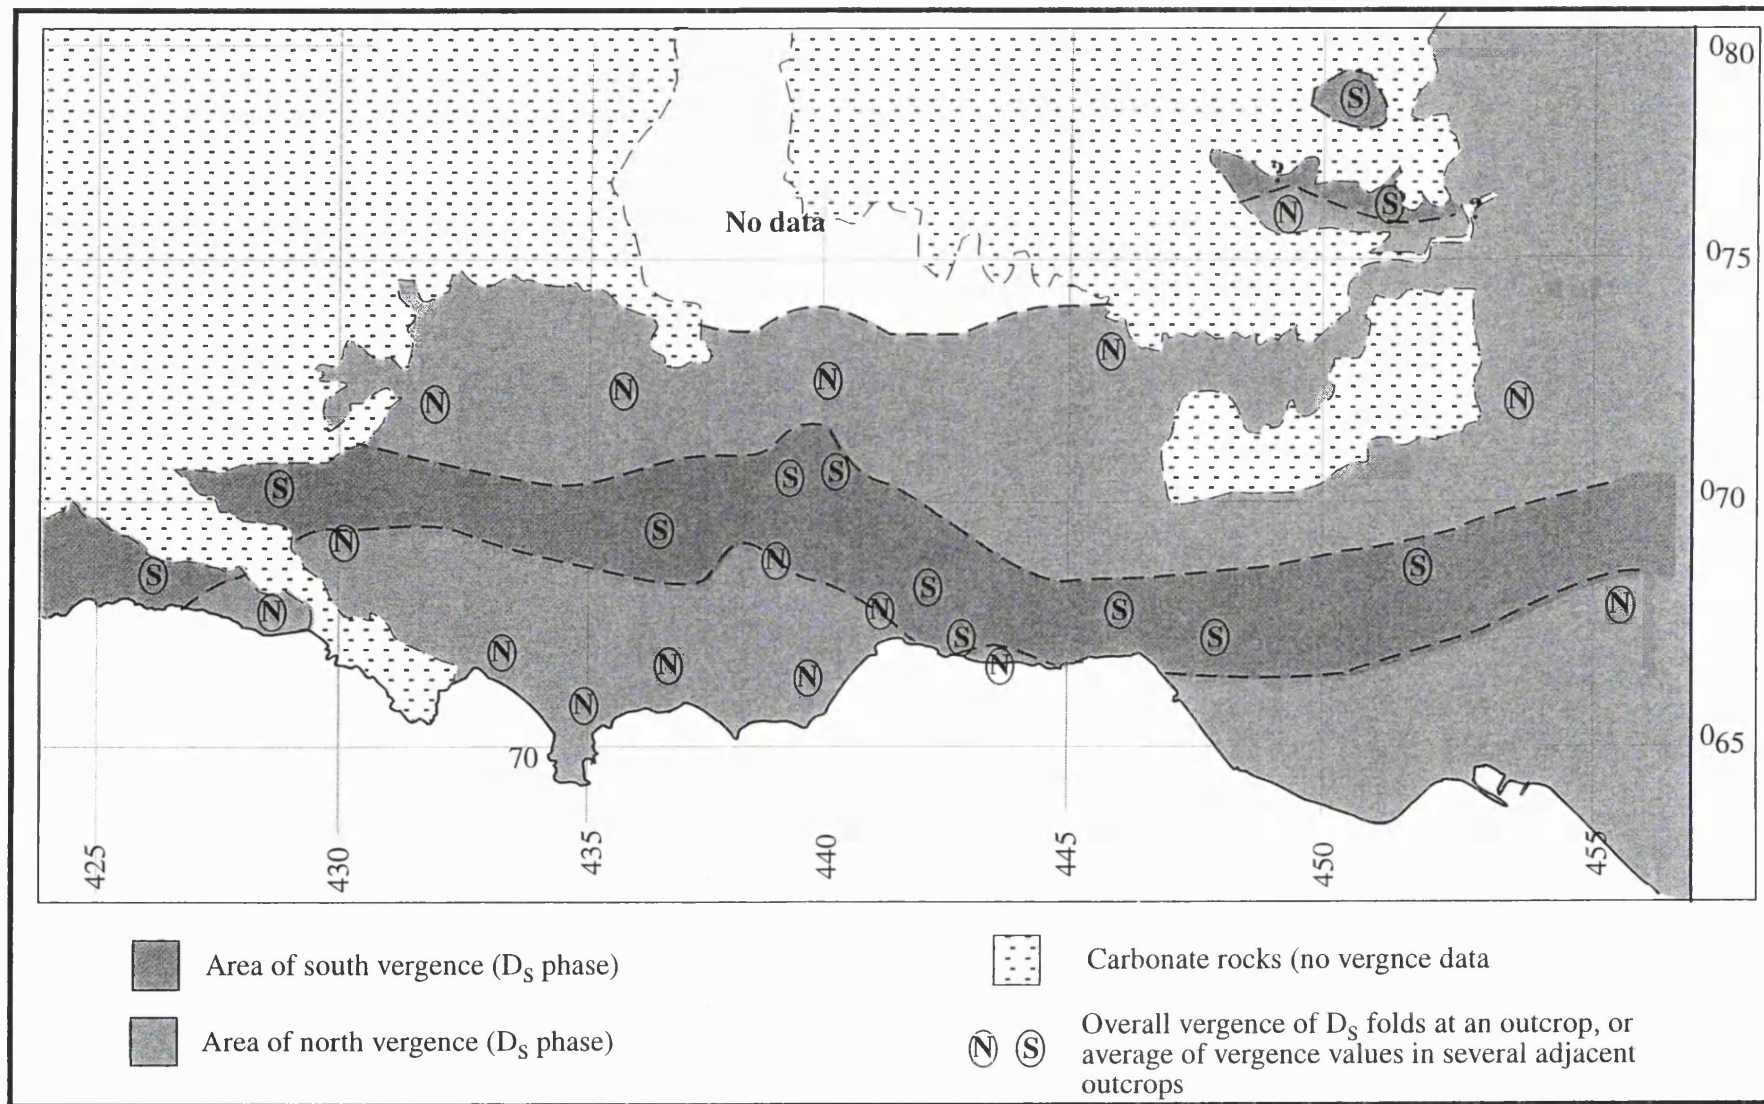 080
S
?
N
S
?
No data
075
N
N
N
N
N
S
S
S
070
N
S
N
S
S
N
S
N
N
S
S
S
N
N
N
N
N
N
065
70
425
430
435
440
445
450
455
Area of south vergence (DS phase)
Carbonate rocks (no vergnce data
Area of north vergence (DS phase)
N S
Overall vergence of DS folds at an outcrop, or
average of vergence values in several adjacent
outcrops